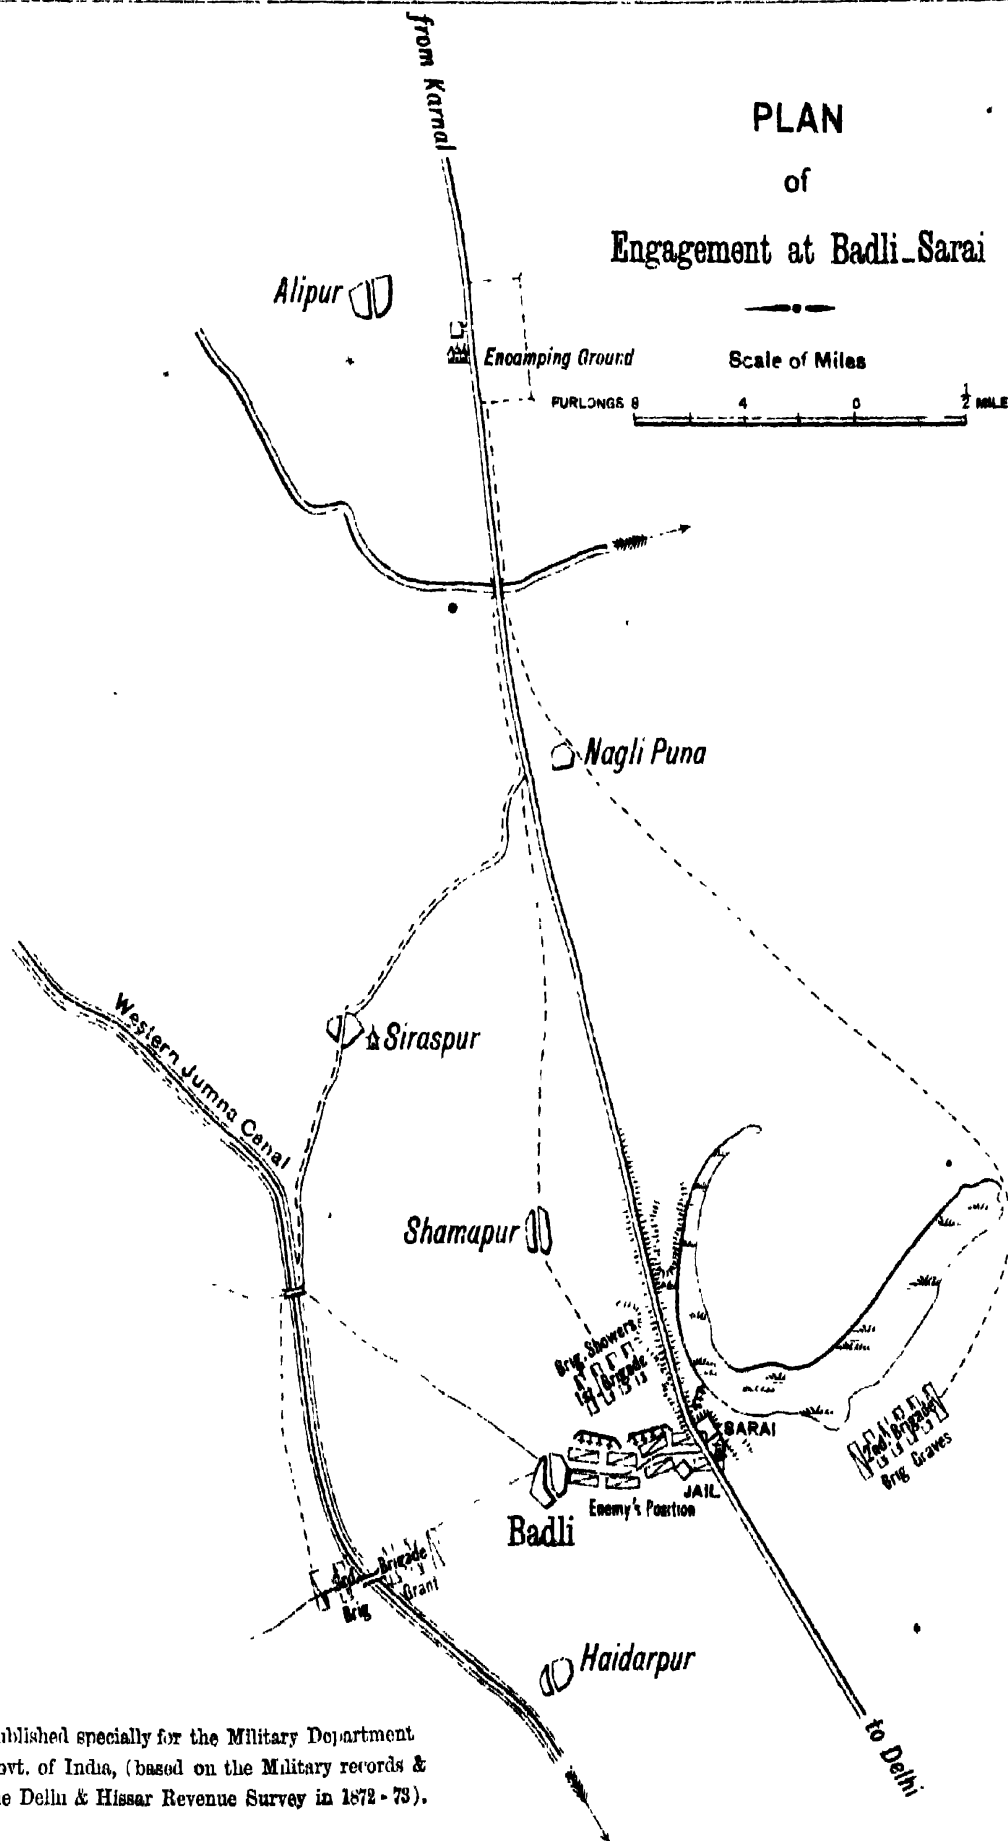 from Karnal
PLAN
of
Engagement at Badli-Sarai
Alipur
Encamping Ground
Scale of Miles
FURLONGS 8 4 0 ½ MILE
Nagli Puna
Western Jumna Canal
Siraspur
Shamapur
Brig. Showers
1st Brigade
SARAI
2nd Brigade
Brig Graves
JAIL
Enemy's Position
Badli
3rd Brigade
Brig Grant
Haidarpur
to Delhi
ublished specially for the Military Department
ovt. of India, (based on the Military records &
e Delhi & Hissar Revenue Survey in 1872-73).